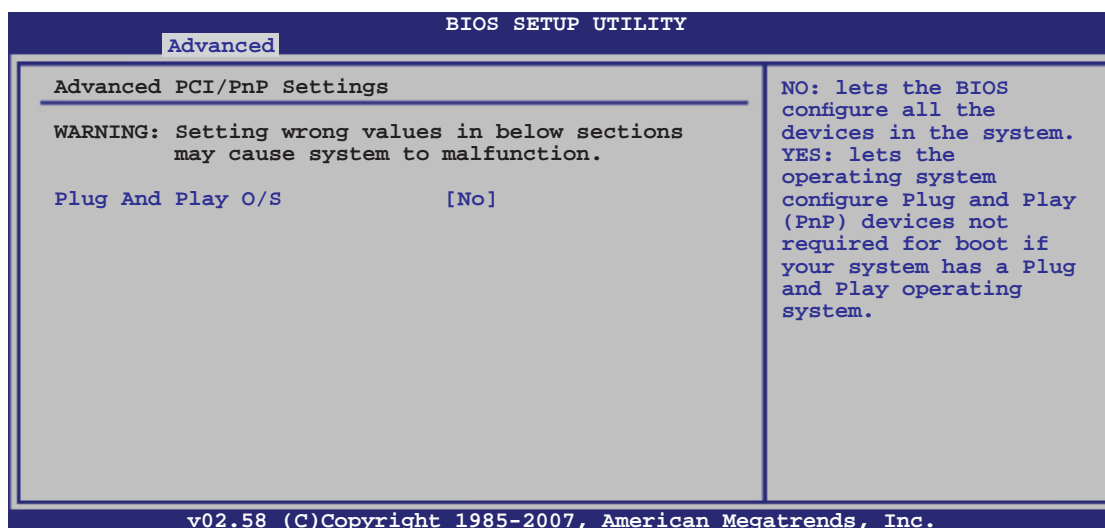 BIOS SETUP UTILITY
Advanced
Advanced PCI/PnP Settings
WARNING: Setting wrong values in below sections
may cause system to malfunction.
Plug And Play O/S [No]
NO: lets the BIOS
configure all the
devices in the system.
YES: lets the
operating system
configure Plug and Play
(PnP) devices not
required for boot if
your system has a Plug
and Play operating
system.
v02.58 (C)Copyright 1985-2007, American Megatrends, Inc.